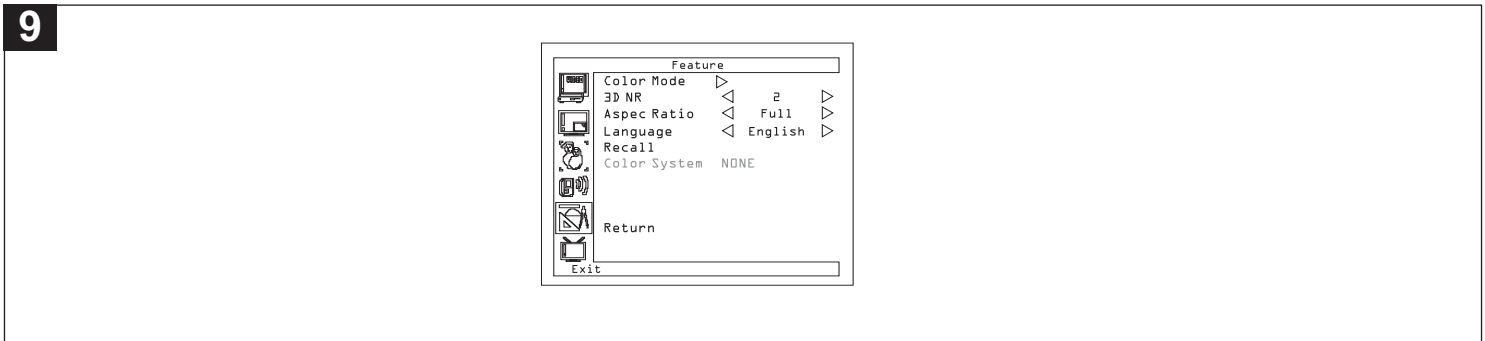 9
Feature
Color Mode
3D NR 2
Aspec Ratio Full
Language English
Recall
Color System NONE
Return
Exit